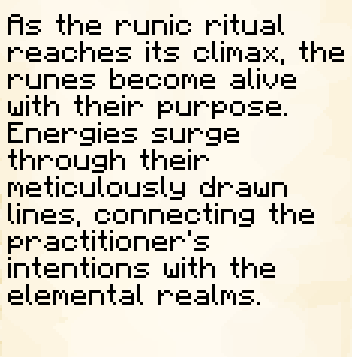 As the runic ritual
reaches its climax, the
runes become alive
with their purpose.
Energies surge
through their
meticulously drawn
lines, connecting the
practitioner's
intentions with the
elemental realms.